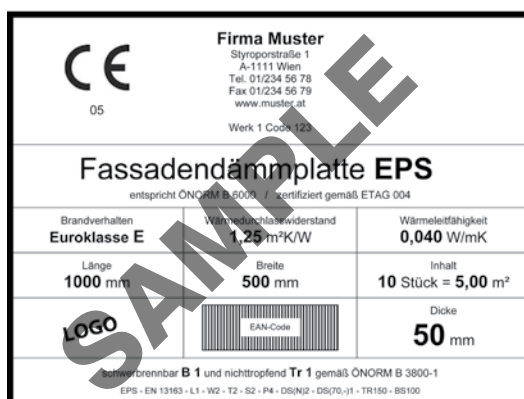 CE
05
Firma Muster
Styroporstraße 1
A-1111 Wien
Tel. 01/234 56 78
Fax 01/234 56 79
www.muster.at
Werk 1 Code 123
Fassadendämmplatte EPS
entspricht ÖNORM B 6000 / zertifiziert gemäß ETAG 004
Brandverhalten
Euroklasse E
Wärmedurchlasswiderstand
1,25 m²K/W
Wärmeleitfähigkeit
0,040 W/mK
Länge
1000 mm
Breite
500 mm
Inhalt
10 Stück = 5,00 m²
LOGO
EAN-Code
Dicke
50 mm
schwerbrennbar B 1 und nichttropfend Tr 1 gemäß ÖNORM B 3800-1
EPS - EN 13163 - L1 - W2 - T2 - S2 - P4 - DS(N)2 - DS(70,-)1 - TR150 - BS100
SAMPLE